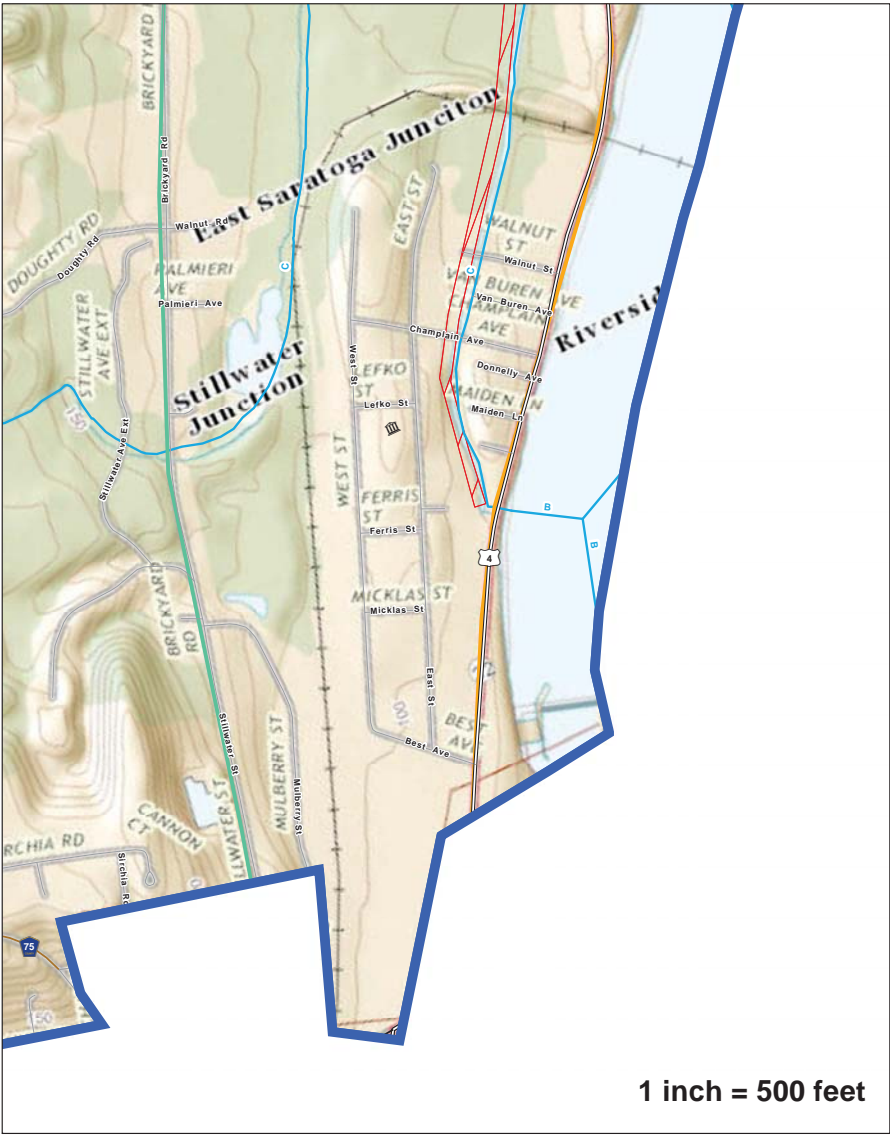 BRICKYARD
Brickyard Rd
East Saratoga Junciton
EAST ST
Walnut Rd
DOUGHTY RD
Doughty Rd
WALNUT
ST
Walnut St
C
C
PALMIERI
AVE
Palmieri Ave
VAN BUREN AVE
Van Buren Ave
CHAMPLAIN
AVE
Champlain Ave
Riversid
STILLWATER
AVE EXT
Stillwater Ave Ext
Stillwater
Junction
West St
LEFKO
ST
Lefko St
Donnelly Ave
MAIDEN LN
Maiden Ln
150
WEST ST
FERRIS
ST
Ferris St
B
B
4
BRICKYARD
RD
MICKLAS ST
Micklas St
East St
100
BEST
AVE
Best Ave
Stillwater St
MULBERRY ST
Mulberry St
LLWATER ST
CANNON
CT
RCHIA RD
Sirchia Rd
75
150
1 inch = 500 feet